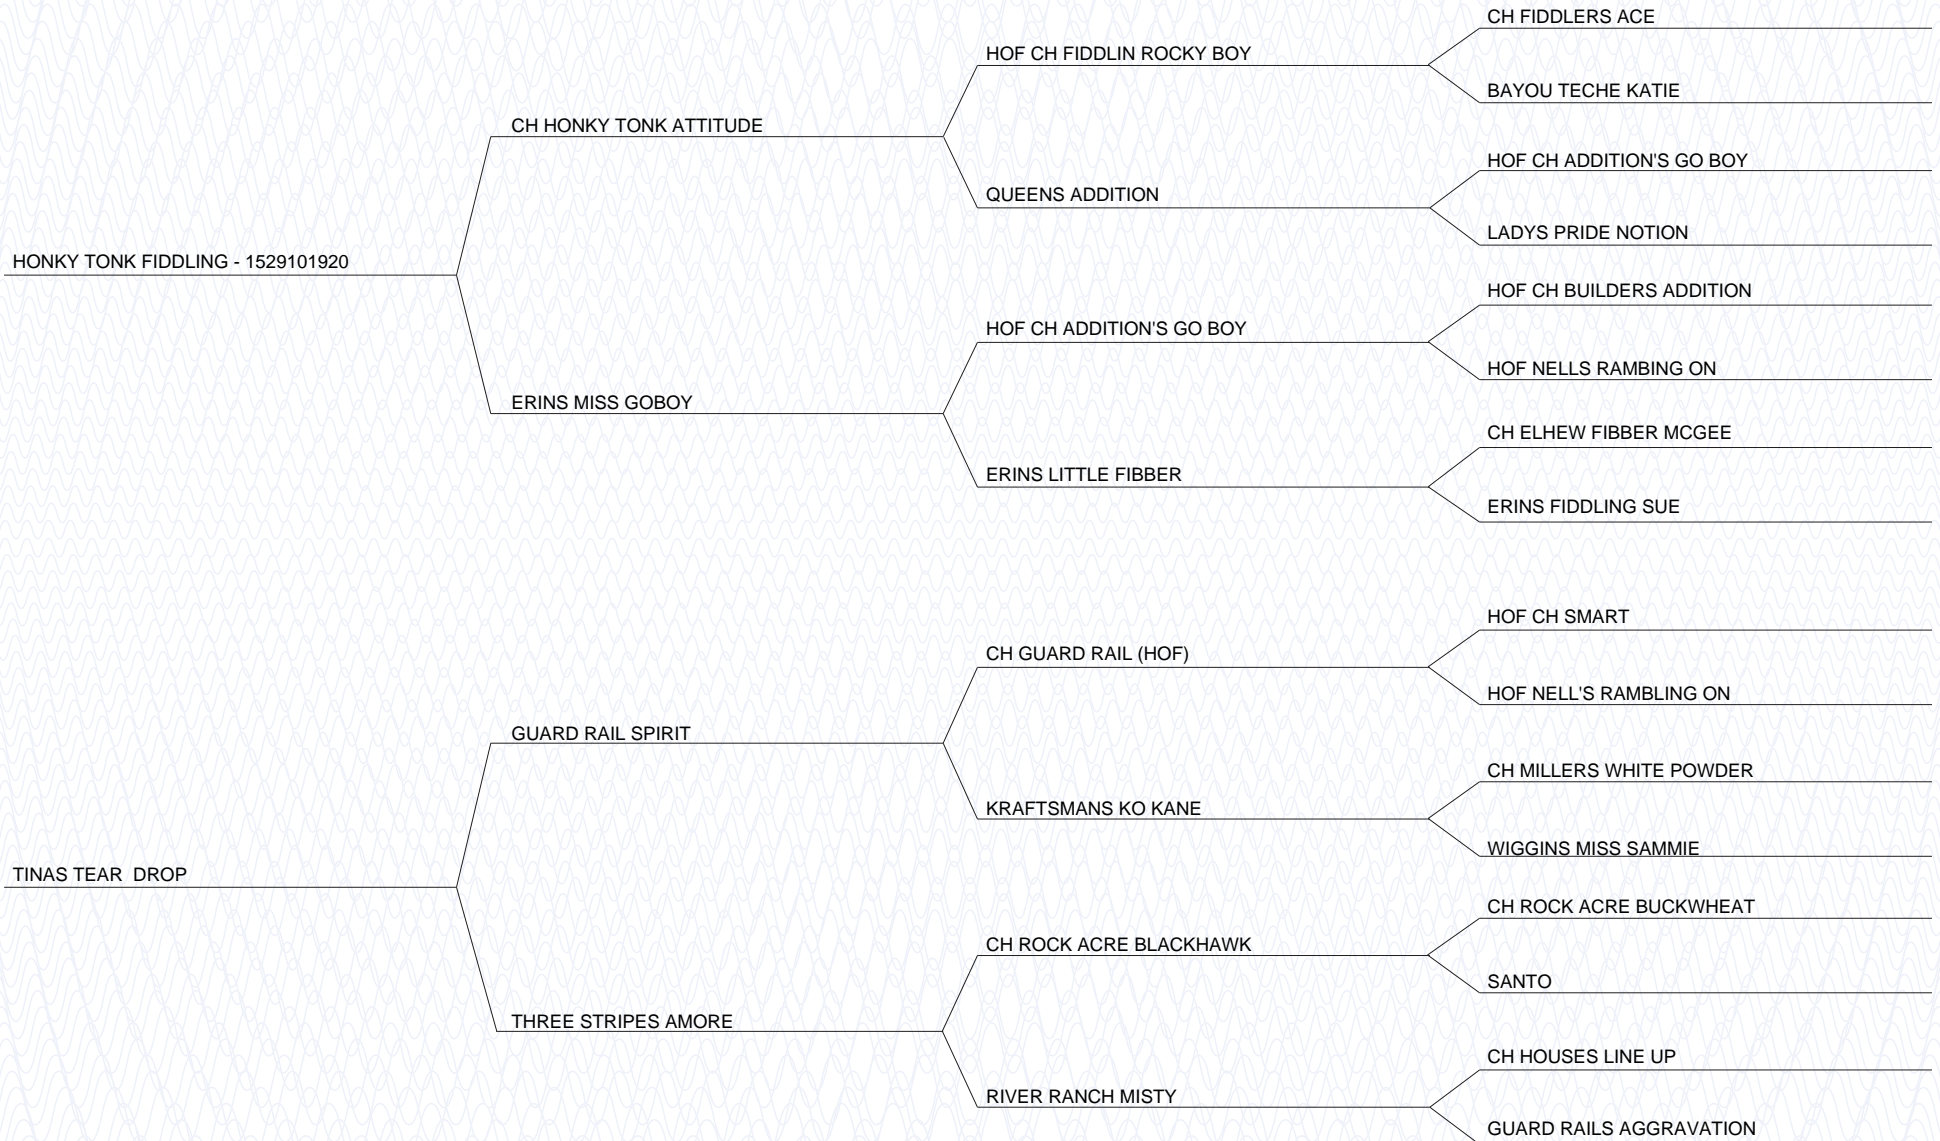 CH FIDDLERS ACE
HOF CH FIDDLIN ROCKY BOY
BAYOU TECHE KATIE
CH HONKY TONK ATTITUDE
HOF CH ADDITION'S GO BOY
QUEENS ADDITION
LADYS PRIDE NOTION
HONKY TONK FIDDLING - 1529101920
HOF CH BUILDERS ADDITION
HOF CH ADDITION'S GO BOY
HOF NELLS RAMBING ON
ERINS MISS GOBOY
CH ELHEW FIBBER MCGEE
ERINS LITTLE FIBBER
ERINS FIDDLING SUE
HOF CH SMART
CH GUARD RAIL (HOF)
HOF NELL'S RAMBLING ON
GUARD RAIL SPIRIT
CH MILLERS WHITE POWDER
KRAFTSMANS KO KANE
WIGGINS MISS SAMMIE
TINAS TEAR  DROP
CH ROCK ACRE BUCKWHEAT
CH ROCK ACRE BLACKHAWK
SANTO
THREE STRIPES AMORE
CH HOUSES LINE UP
RIVER RANCH MISTY
GUARD RAILS AGGRAVATION